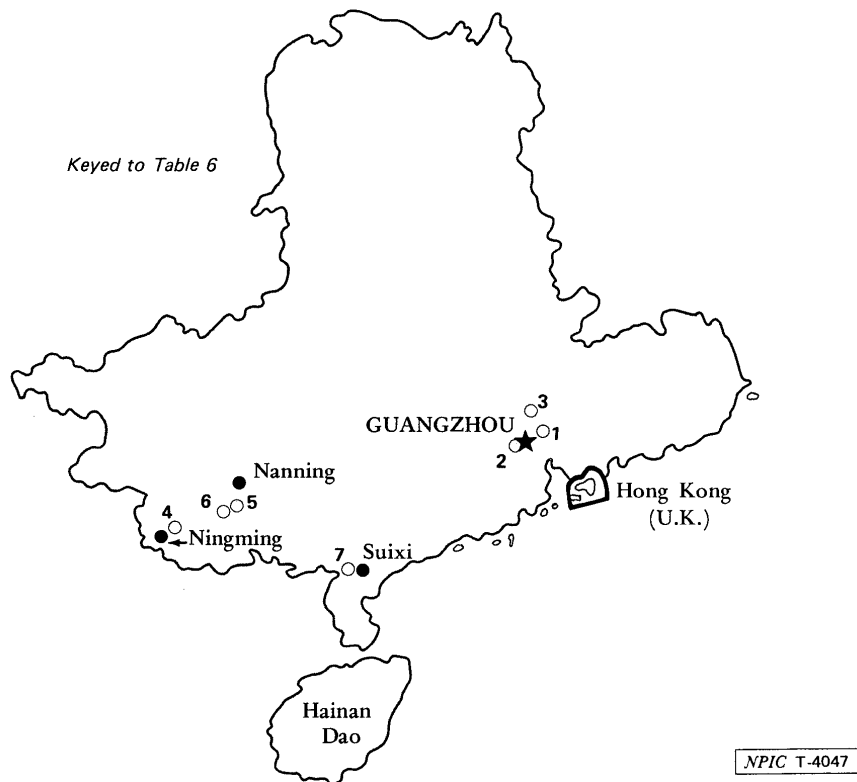 Keyed to Table 6
3
GUANGZHOU
1
2
Nanning
Hong Kong
(U.K.)
6
5
4
Ningming
7
Suixi
Hainan
Dao
NPIC T-4047